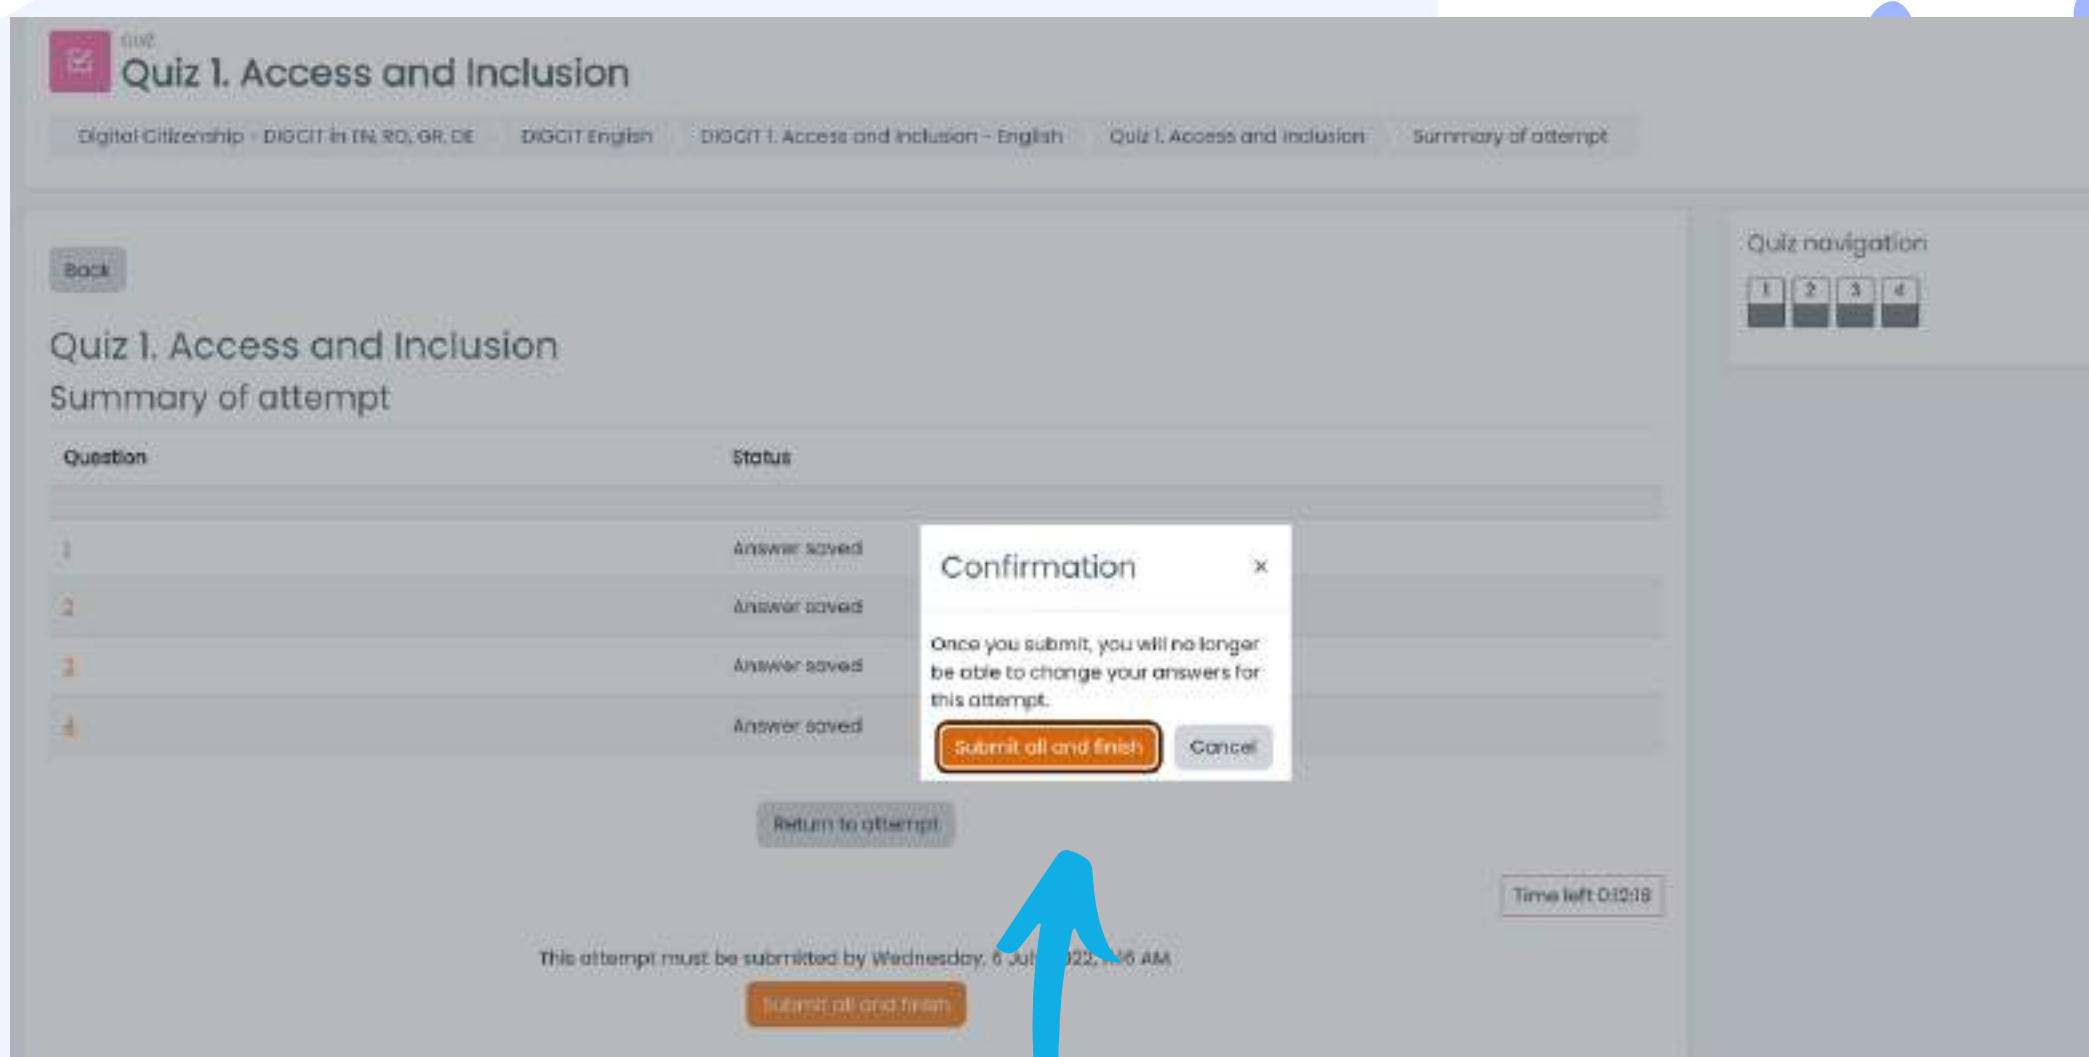 QUIZ
Quiz 1. Access and Inclusion
Digital Citizenship - DIGCIT in EN, RO, GR, DE DIGCIT English DIGCIT 1. Access and Inclusion - English Quiz 1. Access and Inclusion Summary of attempt
Back
Quiz navigation
1 2 3 4
Quiz 1. Access and Inclusion
Summary of attempt
Question Status
1 Answer saved
2 Answer saved
3 Answer saved
4 Answer saved
Confirmation ×
Once you submit, you will no longer
be able to change your answers for
this attempt.
Submit all and finish Cancel
Return to attempt
Time left
This attempt must be submitted by Wednesday, 6 AM
Submit all and finish